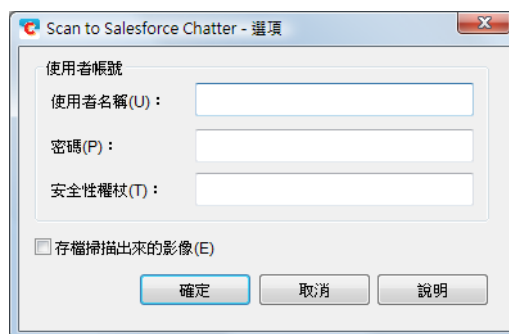 Scan to Salesforce Chatter - 選項
使用者帳號
使用者名稱(U)：
密碼(P)：
安全性權杖(T)：
存檔掃描出來的影像(E)
確定 取消 說明